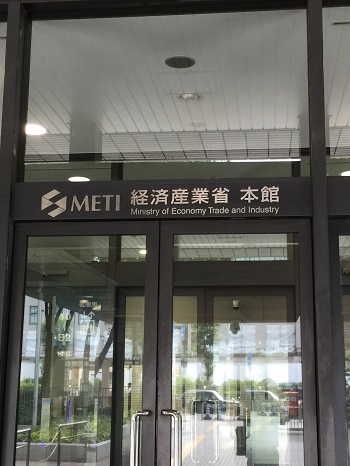 METI 経済産業省 本館
Ministry of Economy Trade and Industry